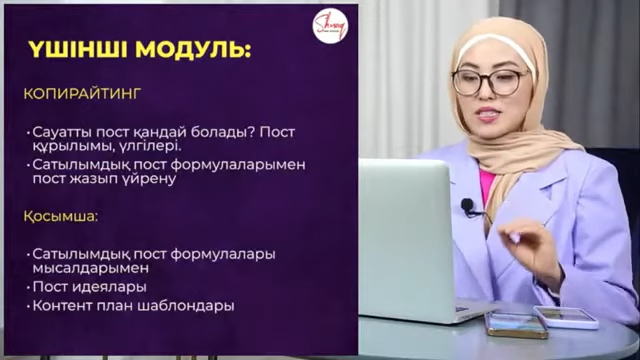 ҮШІНШІ МОДУЛЬ:
КОПИРАЙТИНГ
• Сауатты пост қандай болады? Пост
құрылымы, үлгілері.
• Сатылымдық пост формулаларымен
пост жазып үйрену
Қосымша:
• Сатылымдық пост формулалары
мысалдарымен
• Пост идеялары
• Контент план шаблондары